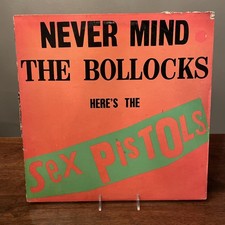 NEVER MIND
THE BOLLOCKS
HERE'S THE
Sex PisTOLs